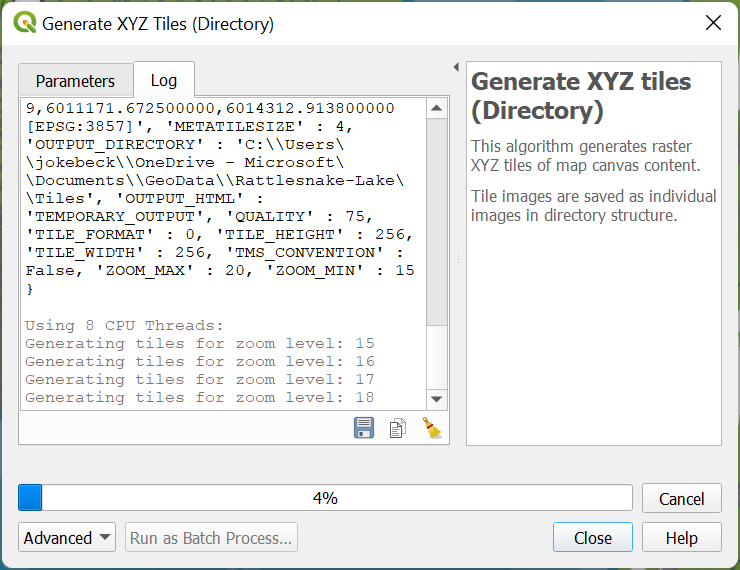 Generate XYZ Tiles (Directory)
Parameters
Log
9,6011171.672500000,6014312.913800000
[EPSG:3857]', 'METATILESIZE' : 4,
'OUTPUT_DIRECTORY' : 'C:\\Users\
\jokebeck\\OneDrive - Microsoft\
\Documents\\GeoData\\Rattlesnake-Lake\
\Tiles', 'OUTPUT_HTML' :
'TEMPORARY_OUTPUT', 'QUALITY' : 75,
'TILE_FORMAT' : 0, 'TILE_HEIGHT' : 256,
'TILE_WIDTH' : 256, 'TMS_CONVENTION' :
False, 'ZOOM_MAX' : 20, 'ZOOM_MIN' : 15
}
Using 8 CPU Threads:
Generating tiles for zoom level: 15
Generating tiles for zoom level: 16
Generating tiles for zoom level: 17
Generating tiles for zoom level: 18
Generate XYZ tiles
(Directory)
This algorithm generates raster
XYZ tiles of map canvas content.
Tile images are saved as individual
images in directory structure.
4%
Cancel
Advanced
Run as Batch Process...
Close
Help